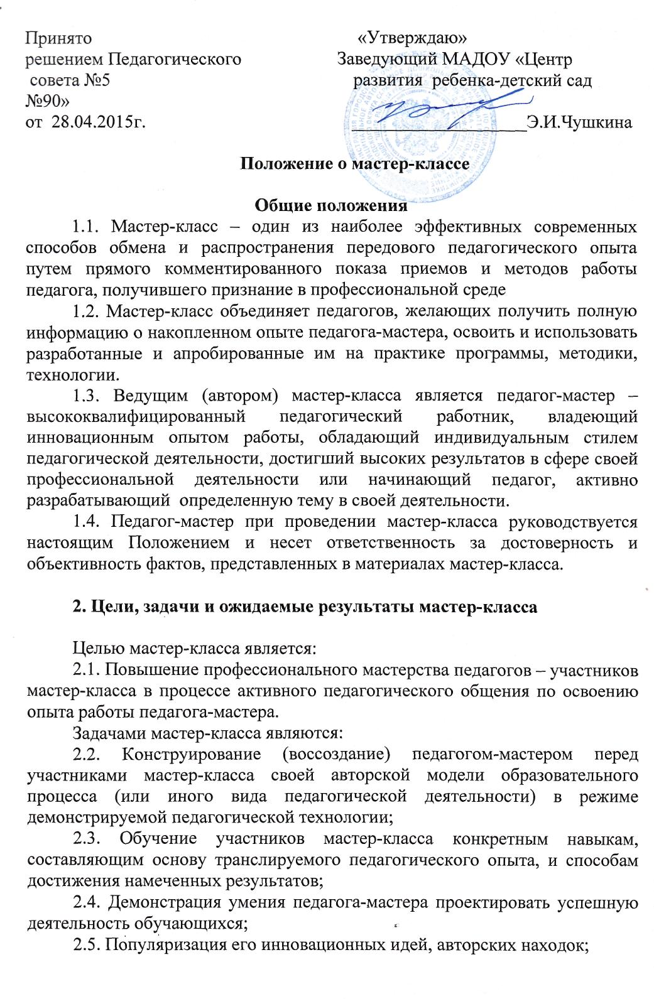 Принято «Утверждаю»
решением Педагогического Заведующий МАДОУ «Центр
совета №5 развития ребенка-детский сад
№90»
от 28.04.2015г. ____________________Э.И.Чушкина
Положение о мастер-классе
Общие положения
1.1. Мастер-класс – один из наиболее эффективных современных
способов обмена и распространения передового педагогического опыта
путем прямого комментированного показа приемов и методов работы
педагога, получившего признание в профессиональной среде
1.2. Мастер-класс объединяет педагогов, желающих получить полную
информацию о накопленном опыте педагога-мастера, освоить и использовать
разработанные и апробированные им на практике программы, методики,
технологии.
1.3. Ведущим (автором) мастер-класса является педагог-мастер –
высококвалифицированный педагогический работник, владеющий
инновационным опытом работы, обладающий индивидуальным стилем
педагогической деятельности, достигший высоких результатов в сфере своей
профессиональной деятельности или начинающий педагог, активно
разрабатывающий определенную тему в своей деятельности.
1.4. Педагог-мастер при проведении мастер-класса руководствуется
настоящим Положением и несет ответственность за достоверность и
объективность фактов, представленных в материалах мастер-класса.
2. Цели, задачи и ожидаемые результаты мастер-класса
Целью мастер-класса является:
2.1. Повышение профессионального мастерства педагогов – участников
мастер-класса в процессе активного педагогического общения по освоению
опыта работы педагога-мастера.
Задачами мастер-класса являются:
2.2. Конструирование (воссоздание) педагогом-мастером перед
участниками мастер-класса своей авторской модели образовательного
процесса (или иного вида педагогической деятельности) в режиме
демонстрируемой педагогической технологии;
2.3. Обучение участников мастер-класса конкретным навыкам,
составляющим основу транслируемого педагогического опыта, и способам
достижения намеченных результатов;
2.4. Демонстрация умения педагога-мастера проектировать успешную
деятельность обучающихся;
2.5. Популяризация его инновационных идей, авторских находок;